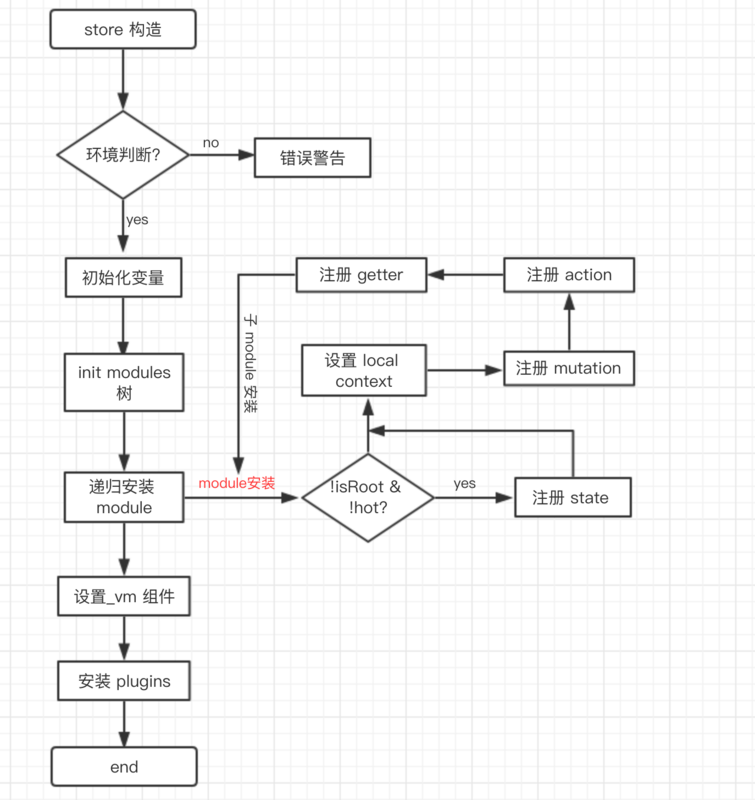 store 构造
环境判断?
no
错误警告
yes
初始化变量
注册 getter
注册 action
子 module 安装
init modules
树
设置 local
context
注册 mutation
递归安装
module
module安装
!isRoot &
!hot?
yes
注册 state
设置_vm 组件
安装 plugins
end